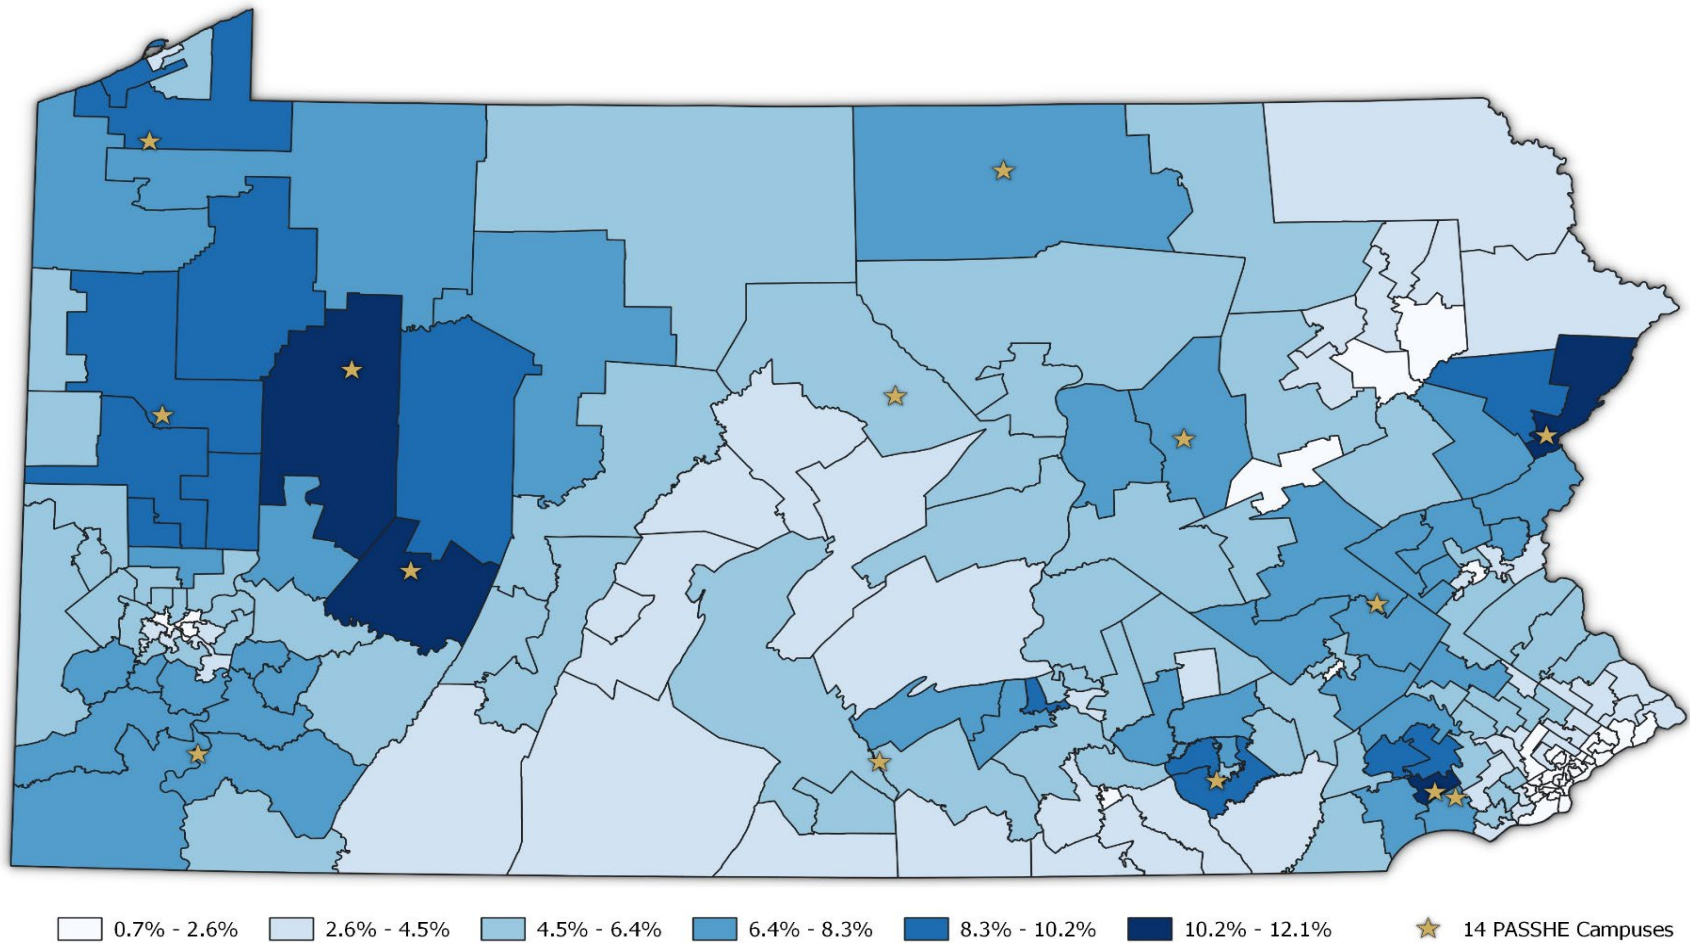 0.7% - 2.6% 2.6% - 4.5% 4.5% - 6.4% 6.4% - 8.3% 8.3% - 10.2% 10.2% - 12.1% 14 PASSHE Campuses